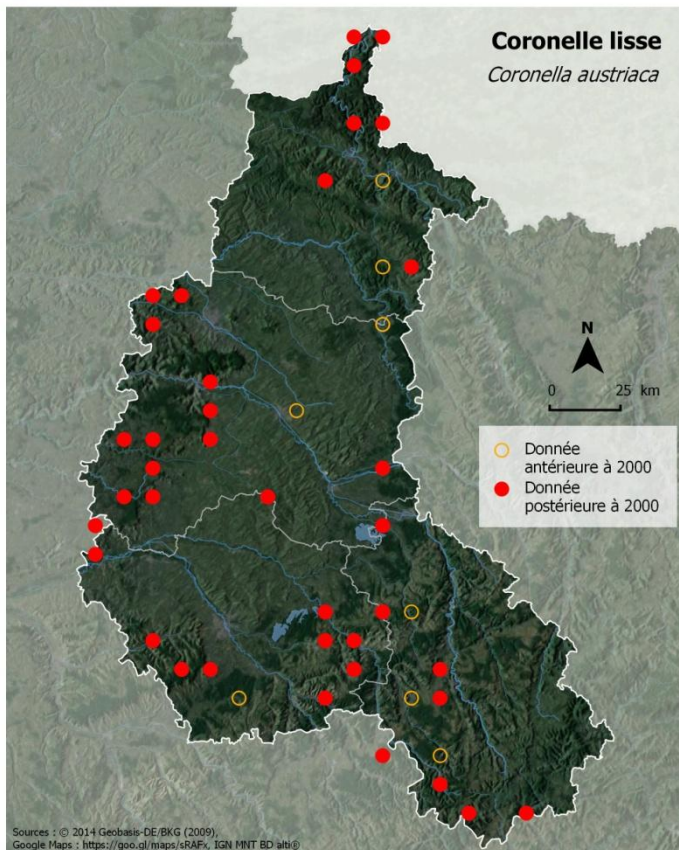 Coronelle lisse
Coronella austriaca
N
0 25 km
Donnée
antérieure à 2000
Donnée
postérieure à 2000
Sources : © 2014 Geobasis-DE/BKG (2009),
Google Maps : https://goo.gl/maps/sRAFx, IGN MNT BD alti®